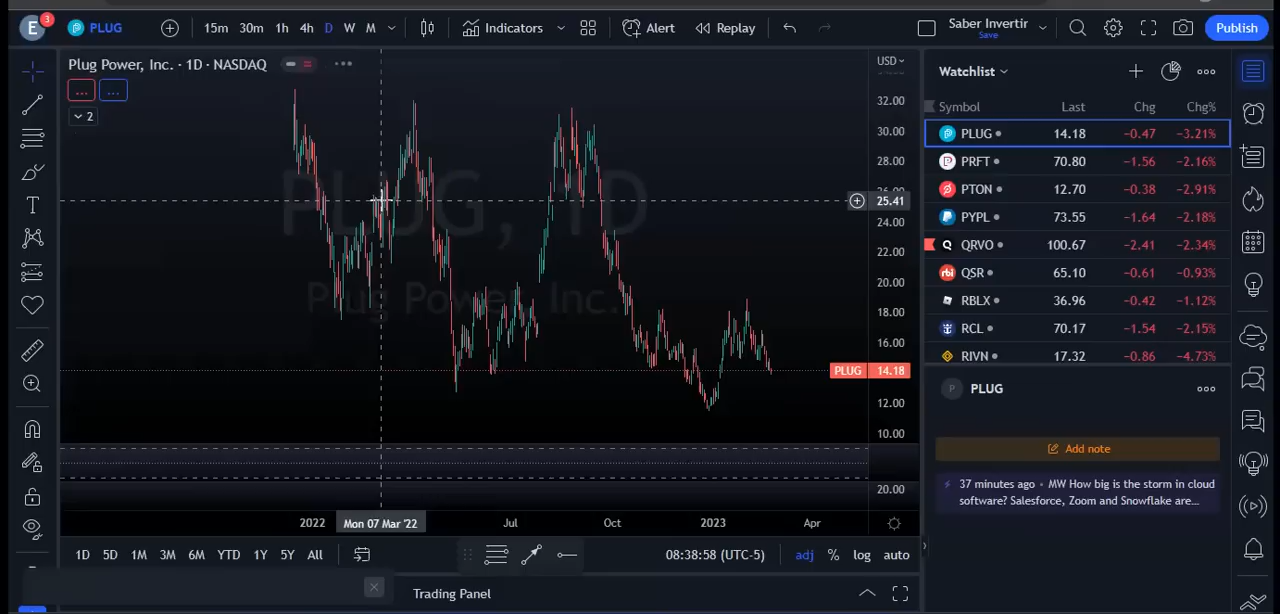 E 3 PLUG 15m 30m 1h 4h D W M Indicators Alert Replay Saber Invertir Save Publish
Plug Power, Inc. · 1D · NASDAQ
USD
... ...
2
PLUG, 1D
Plug Power Inc.
32.00
30.00
28.00
26.00
25.41
24.00
22.00
20.00
18.00
16.00
PLUG 14.18
12.00
10.00
20.00
2022 Mon 07 Mar '22 Jul Oct 2023 Apr
1D 5D 1M 3M 6M YTD 1Y 5Y All 08:38:58 (UTC-5) adj % log auto
Trading Panel
Watchlist
Symbol Last Chg Chg%
PLUG 14.18 −0.47 −3.21%
PRFT 70.80 −1.56 −2.16%
PTON 12.70 −0.38 −2.91%
PYPL 73.55 −1.64 −2.18%
QRVO 100.67 −2.41 −2.34%
QSR 65.10 −0.61 −0.93%
RBLX 36.96 −0.42 −1.12%
RCL 70.17 −1.54 −2.15%
RIVN 17.32 −0.86 −4.73%
P PLUG
Add note
37 minutes ago • MW How big is the storm in cloud
software? Salesforce, Zoom and Snowflake are...